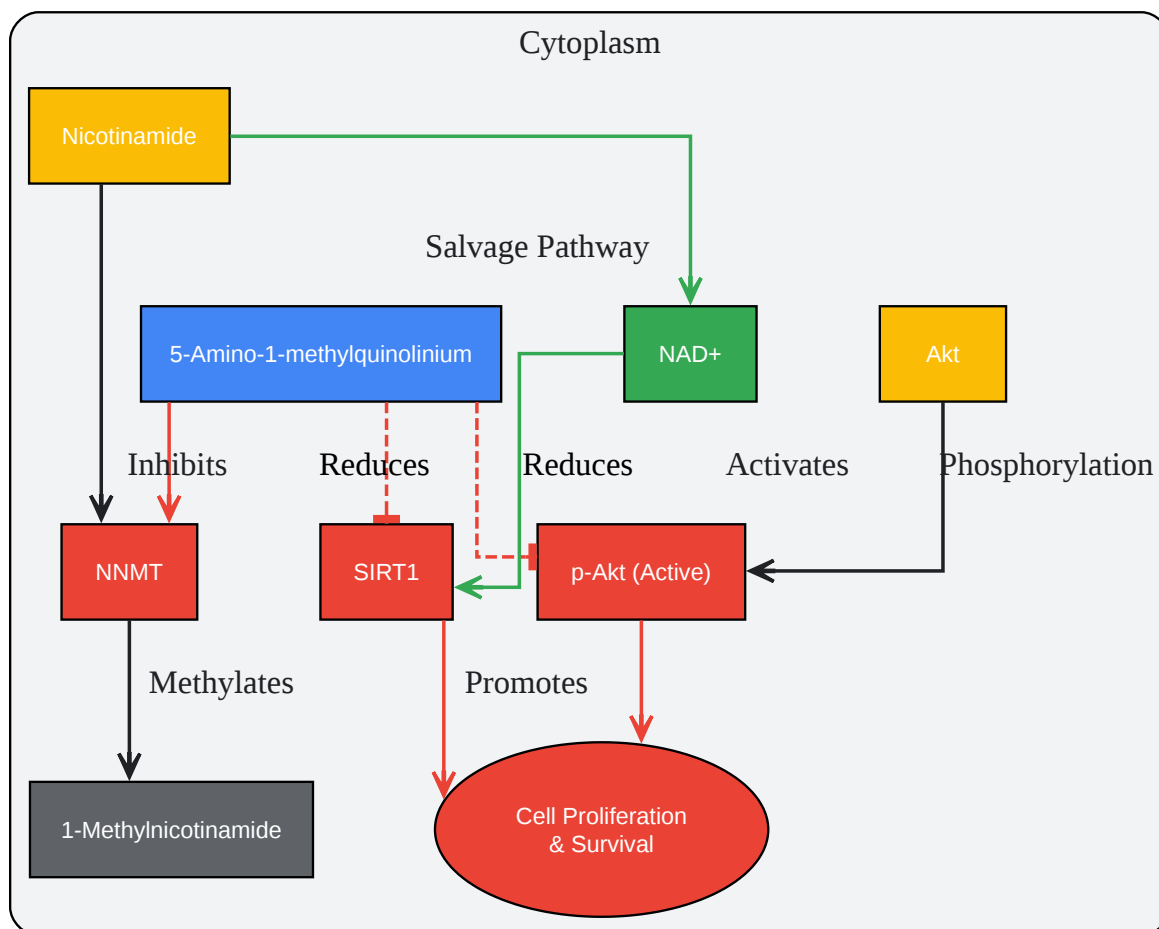 Cytoplasm
Nicotinamide
Salvage Pathway
5-Amino-1-methylquinolinium
NAD+
Akt
Inhibits
Reduces
Reduces
Activates
Phosphorylation
NNMT
SIRT1
p-Akt (Active)
Methylates
Promotes
1-Methylnicotinamide
Cell Proliferation
& Survival